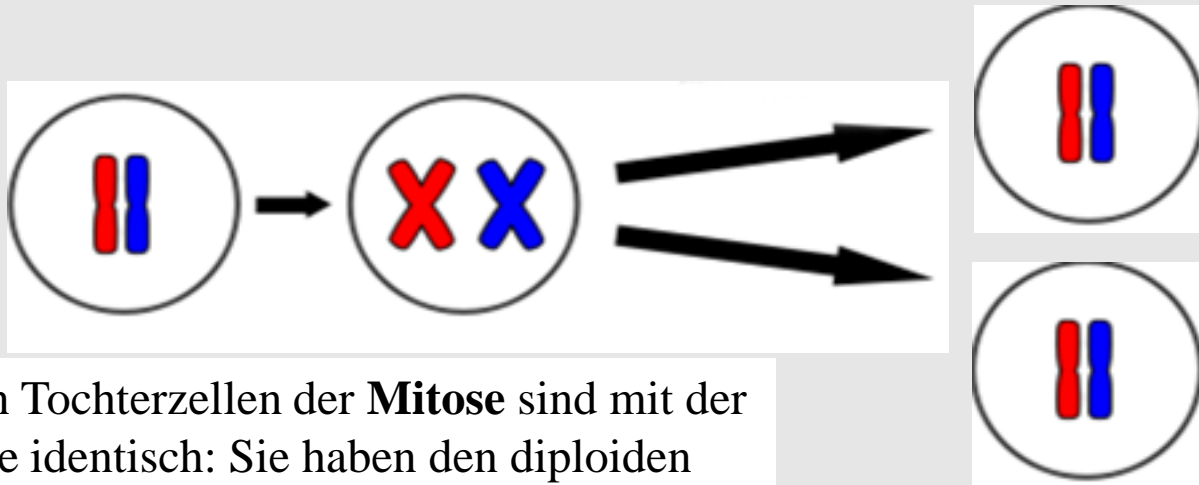 Tochterzellen der Mitose sind mit der
identisch: Sie haben den diploiden